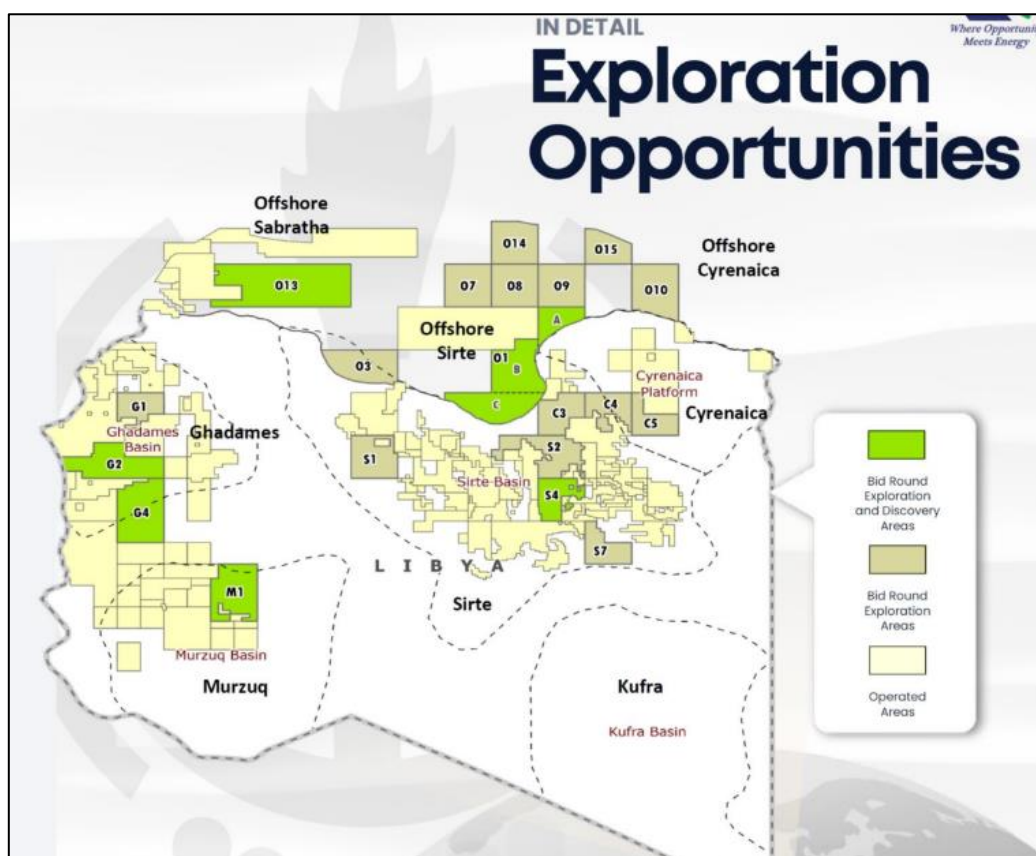 IN DETAIL
Where Opportuni
Meets Energy
Exploration
Opportunities
Offshore
Sabratha
Offshore
Cyrenaica
O14
O15
O13
O7
O8
O9
O10
A
Offshore
Sirte
O1
B
O3
C
Cyrenaica
Platform
Cyrenaica
G1
Ghadames
Basin
Ghadames
C3
C4
C5
G2
S1
S2
Sirte Basin
S4
G4
S7
LIBYA
M1
Sirte
Murzuq Basin
Murzuq
Kufra
Kufra Basin
Bid Round
Exploration
and Discovery
Areas
Bid Round
Exploration
Areas
Operated
Areas